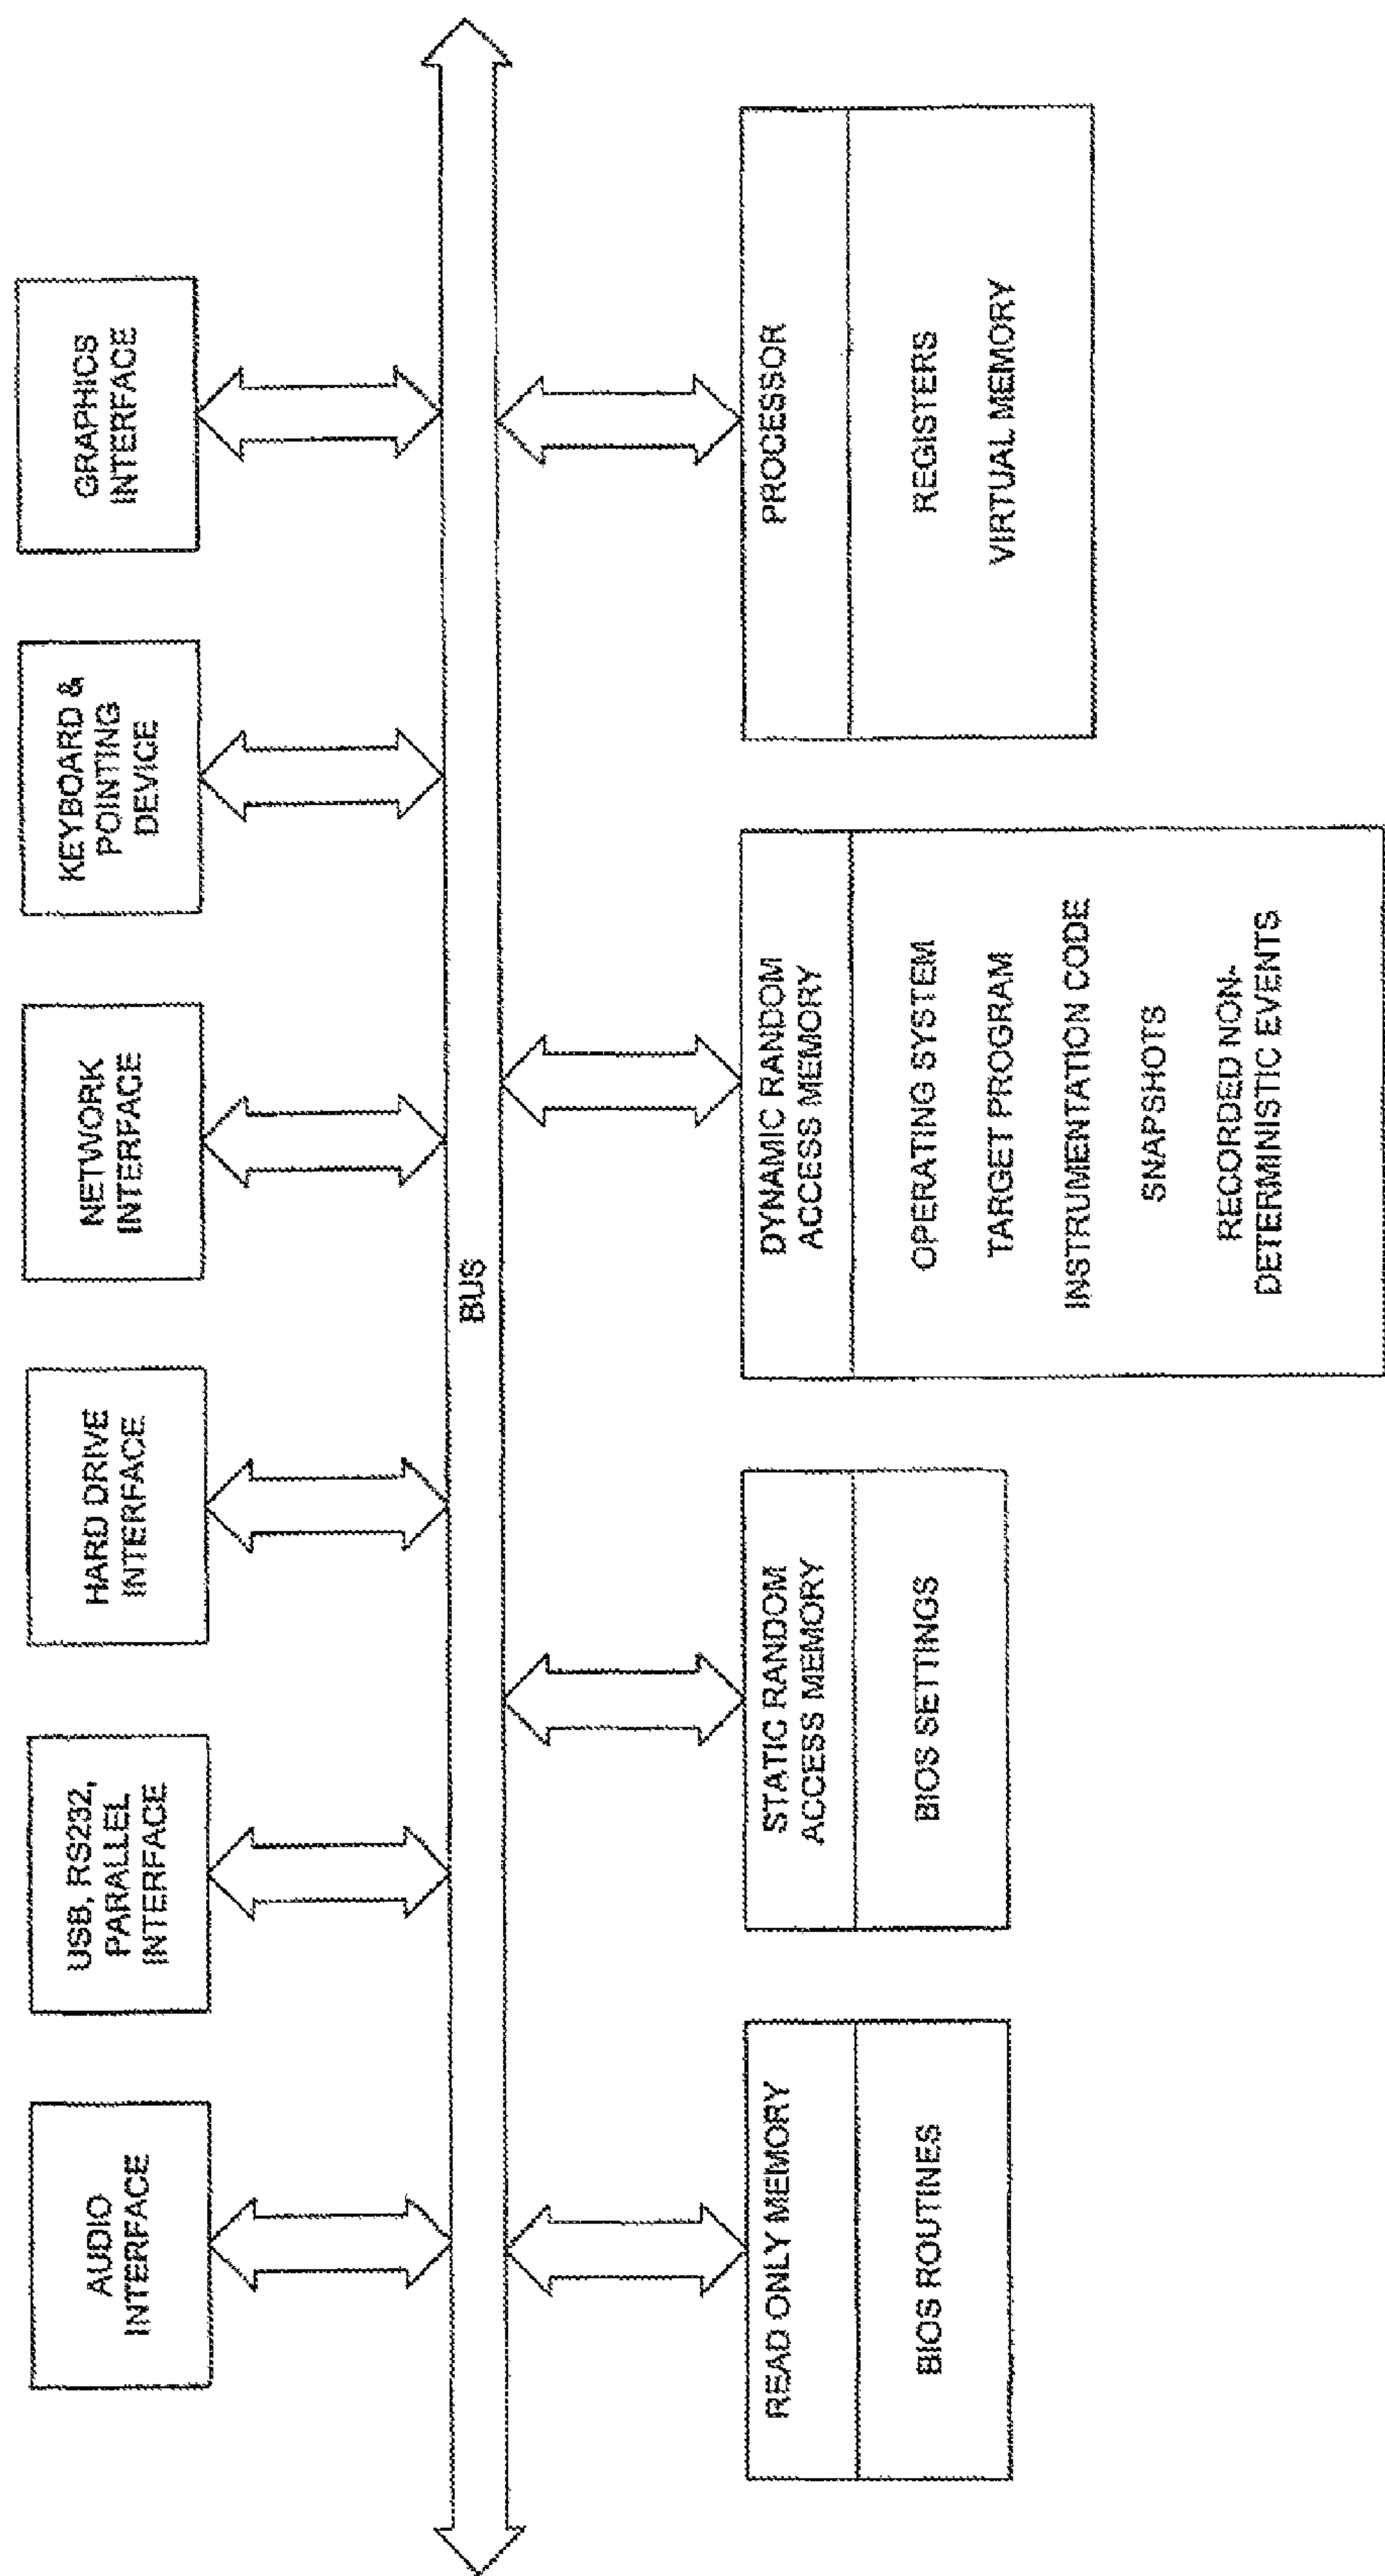 AUDIO
INTERFACE
USB, RS232,
PARALLEL
INTERFACE
HARD DRIVE
INTERFACE
NETWORK
INTERFACE
KEYBOARD &
POINTING
DEVICE
GRAPHICS
INTERFACE
BUS
READ ONLY MEMORY
BIOS ROUTINES
STATIC RANDOM
ACCESS MEMORY
BIOS SETTINGS
DYNAMIC RANDOM
ACCESS MEMORY
OPERATING SYSTEM
TARGET PROGRAM
INSTRUMENTATION CODE
SNAPSHOTS
RECORDED NON-
DETERMINISTIC EVENTS
PROCESSOR
REGISTERS
VIRTUAL MEMORY